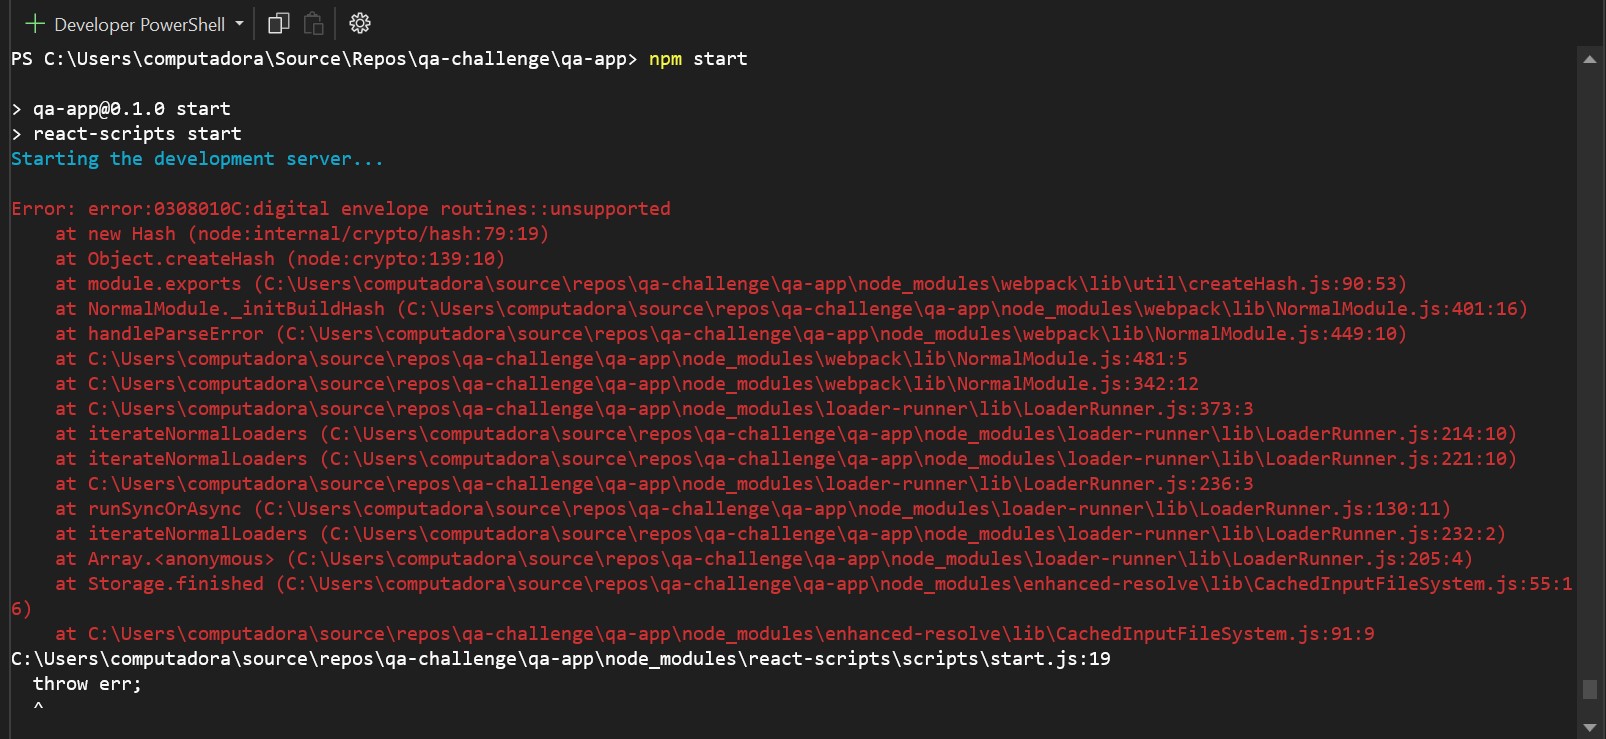 Developer PowerShell
PS C:\Users\computadora\Source\Repos\qa-challenge\qa-app> npm start
> qa-app@0.1.0 start
> react-scripts start
Starting the development server...
Error: error:0308010C:digital envelope routines::unsupported
    at new Hash (node:internal/crypto/hash:79:19)
    at Object.createHash (node:crypto:139:10)
    at module.exports (C:\Users\computadora\source\repos\qa-challenge\qa-app\node_modules\webpack\lib\util\createHash.js:90:53)
    at NormalModule._initBuildHash (C:\Users\computadora\source\repos\qa-challenge\qa-app\node_modules\webpack\lib\NormalModule.js:401:16)
    at handleParseError (C:\Users\computadora\source\repos\qa-challenge\qa-app\node_modules\webpack\lib\NormalModule.js:449:10)
    at C:\Users\computadora\source\repos\qa-challenge\qa-app\node_modules\webpack\lib\NormalModule.js:481:5
    at C:\Users\computadora\source\repos\qa-challenge\qa-app\node_modules\webpack\lib\NormalModule.js:342:12
    at C:\Users\computadora\source\repos\qa-challenge\qa-app\node_modules\loader-runner\lib\LoaderRunner.js:373:3
    at iterateNormalLoaders (C:\Users\computadora\source\repos\qa-challenge\qa-app\node_modules\loader-runner\lib\LoaderRunner.js:214:10)
    at iterateNormalLoaders (C:\Users\computadora\source\repos\qa-challenge\qa-app\node_modules\loader-runner\lib\LoaderRunner.js:221:10)
    at C:\Users\computadora\source\repos\qa-challenge\qa-app\node_modules\loader-runner\lib\LoaderRunner.js:236:3
    at runSyncOrAsync (C:\Users\computadora\source\repos\qa-challenge\qa-app\node_modules\loader-runner\lib\LoaderRunner.js:130:11)
    at iterateNormalLoaders (C:\Users\computadora\source\repos\qa-challenge\qa-app\node_modules\loader-runner\lib\LoaderRunner.js:232:2)
    at Array.<anonymous> (C:\Users\computadora\source\repos\qa-challenge\qa-app\node_modules\loader-runner\lib\LoaderRunner.js:205:4)
    at Storage.finished (C:\Users\computadora\source\repos\qa-challenge\qa-app\node_modules\enhanced-resolve\lib\CachedInputFileSystem.js:55:1
6)
    at C:\Users\computadora\source\repos\qa-challenge\qa-app\node_modules\enhanced-resolve\lib\CachedInputFileSystem.js:91:9
C:\Users\computadora\source\repos\qa-challenge\qa-app\node_modules\react-scripts\scripts\start.js:19
  throw err;
  ^